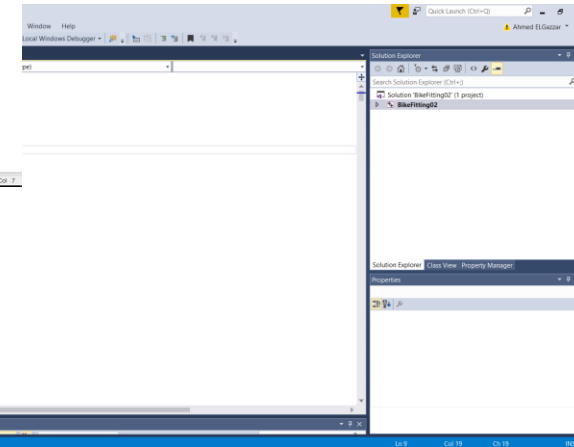 Quick Launch (Ctrl+Q)
Window Help
Ahmed ELGazzar
Local Windows Debugger
Solution Explorer
Search Solution Explorer (Ctrl+;)
Solution 'BikeFitting02' (1 project)
BikeFitting02
Col 7
Solution Explorer Class View Property Manager
Properties
Ln 9 Col 19 Ch 19 INS